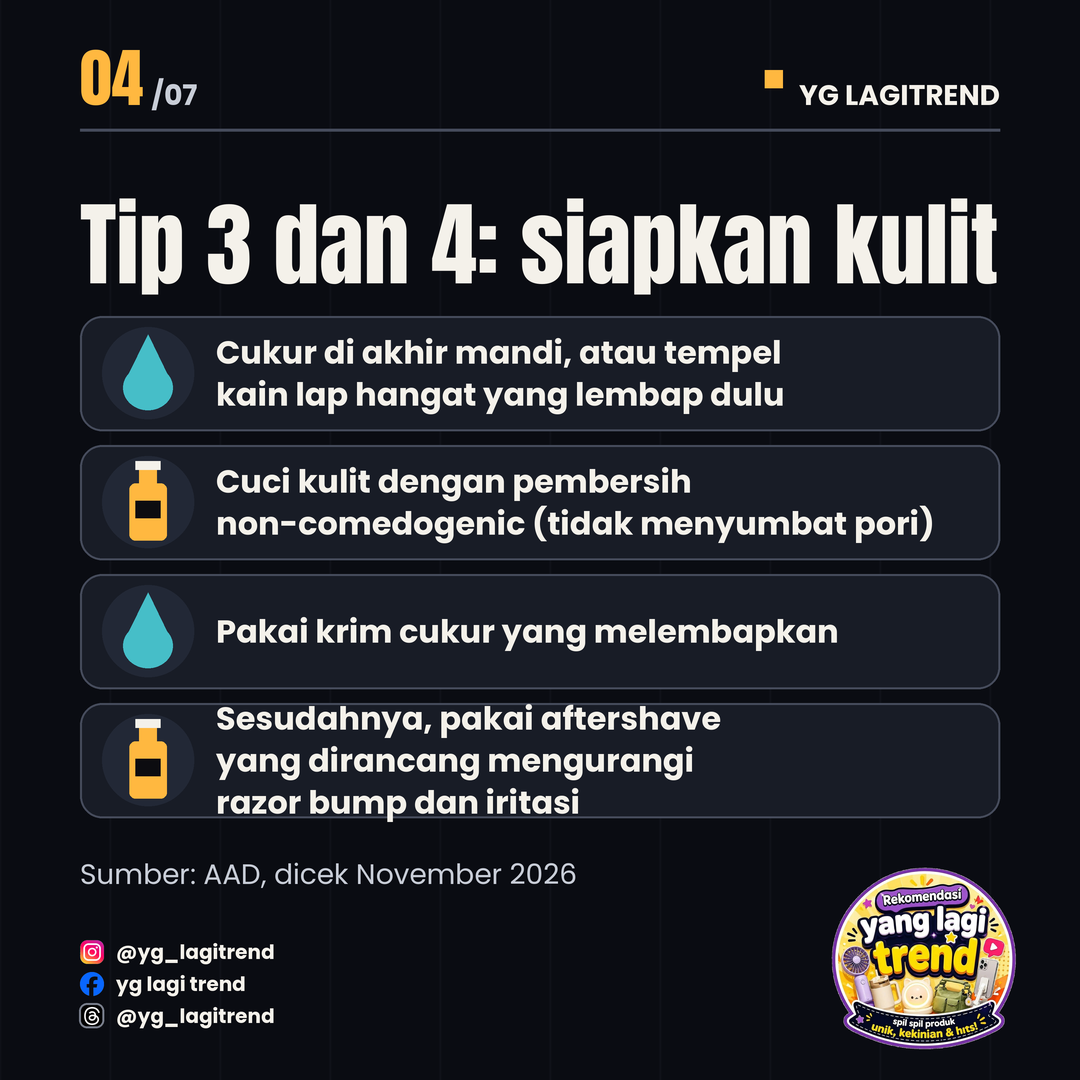 04 /07
YG LAGITREND
Tip 3 dan 4: siapkan kulit
Cukur di akhir mandi, atau tempel
kain lap hangat yang lembap dulu
Cuci kulit dengan pembersih
non-comedogenic (tidak menyumbat pori)
Pakai krim cukur yang melembapkan
Sesudahnya, pakai aftershave
yang dirancang mengurangi
razor bump dan iritasi
Sumber: AAD, dicek November 2026
@yg_lagitrend
yg lagi trend
@yg_lagitrend
Rekomendasi
yang lagi
trend
spil spil produk
unik, kekinian & hits!